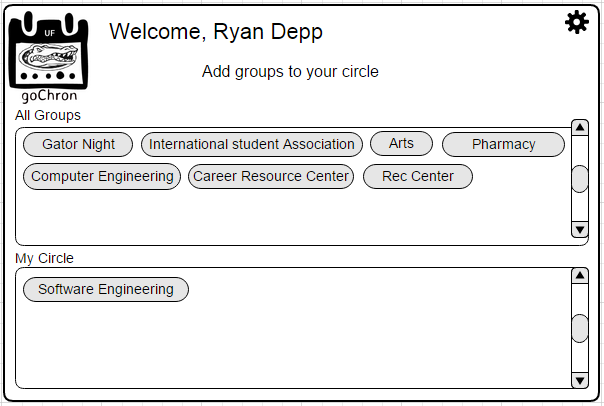 UF
Welcome, Ryan Depp
Add groups to your circle
goChron
All Groups
Gator Night International student Association Arts Pharmacy
Computer Engineering Career Resource Center Rec Center
My Circle
Software Engineering